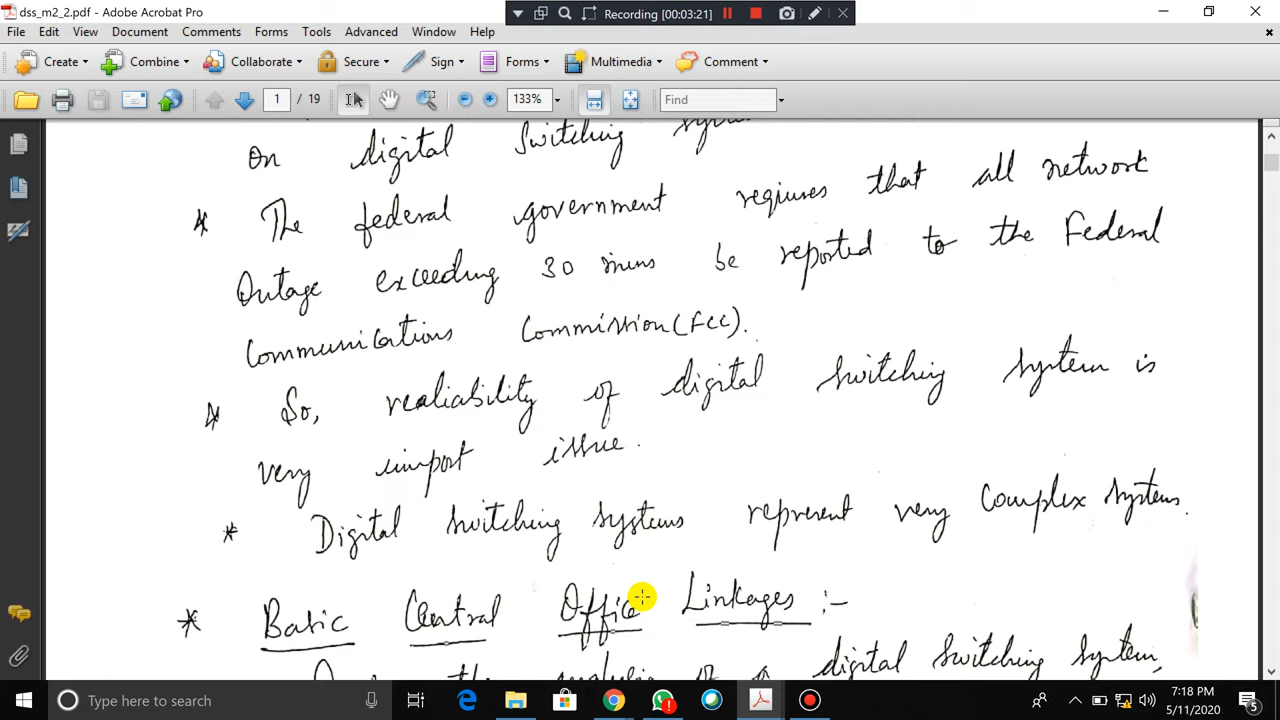 dss_m2_2.pdf - Adobe Acrobat Pro
Recording [00:03:21]
File Edit View Document Comments Forms Tools Advanced Window Help
Create Combine Collaborate Secure Sign Forms Multimedia Comment
1 / 19 133% Find
On digital Switching
* The federal government requires that all network
Outage exceeding 30 mins be reported to the Federal
Communications Commission (FCC).
* So, realiability of digital switching system is
very import issue.
* Digital switching systems represent very Complex systems.
* Basic Central Office Linkages :-
analysis of a digital switching system,
Type here to search
7:18 PM
5/11/2020
5